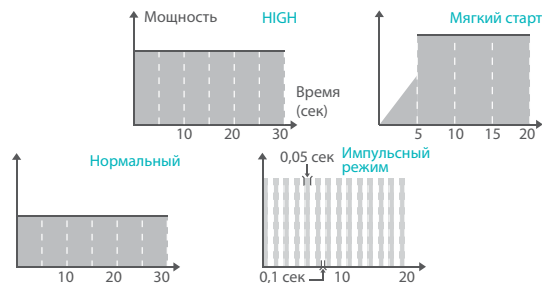 Мощность
HIGH
Время
(сек)
10 20 30
Мягкий старт
5 10 15 20
Нормальный
10 20 30
0,05 сек
Импульсный
режим
0,1 сек
10 20